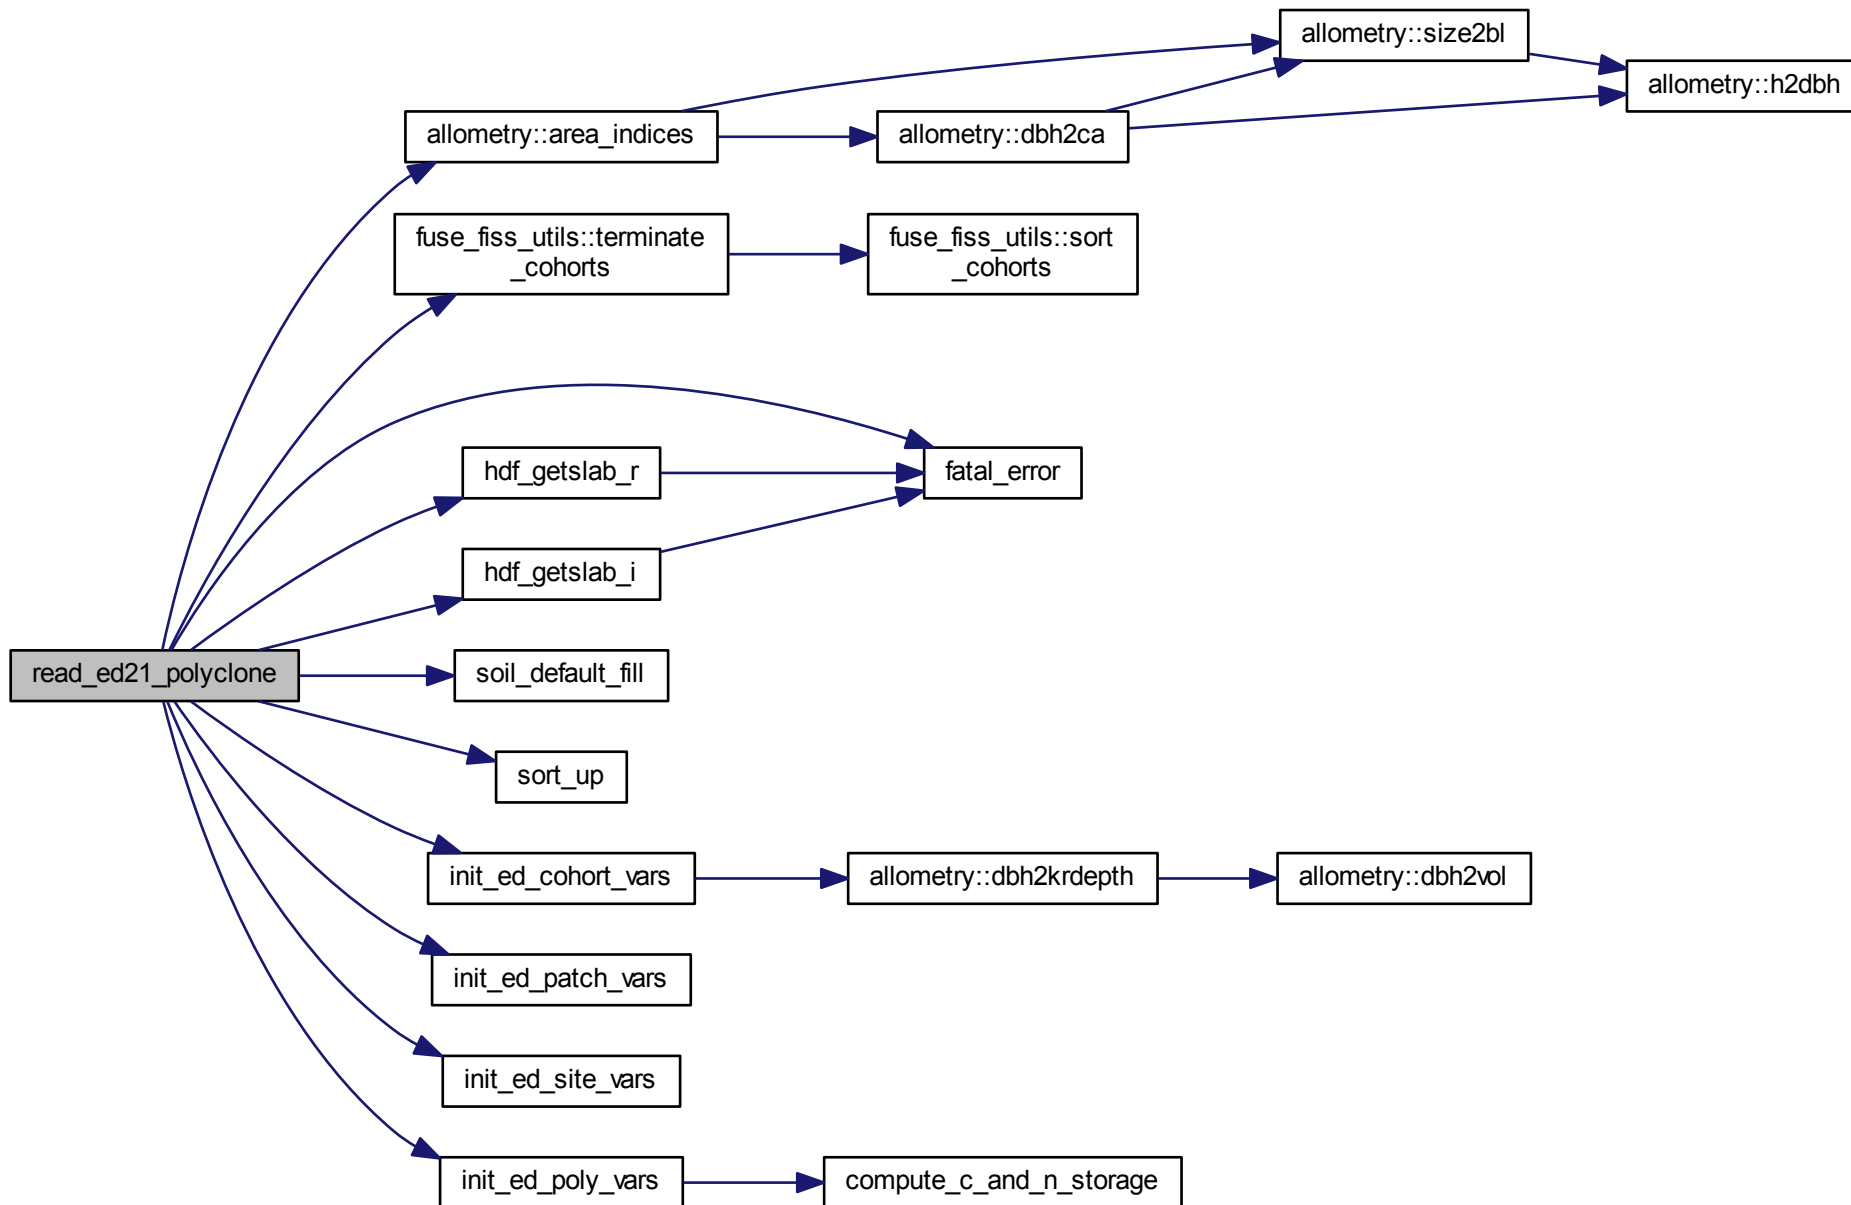 allometry::size2bl
allometry::h2dbh
allometry::area_indices
allometry::dbh2ca
fuse_fiss_utils::terminate
_cohorts
fuse_fiss_utils::sort
_cohorts
hdf_getslab_r
fatal_error
hdf_getslab_i
read_ed21_polyclone
soil_default_fill
sort_up
init_ed_cohort_vars
allometry::dbh2krdepth
allometry::dbh2vol
init_ed_patch_vars
init_ed_site_vars
init_ed_poly_vars
compute_c_and_n_storage